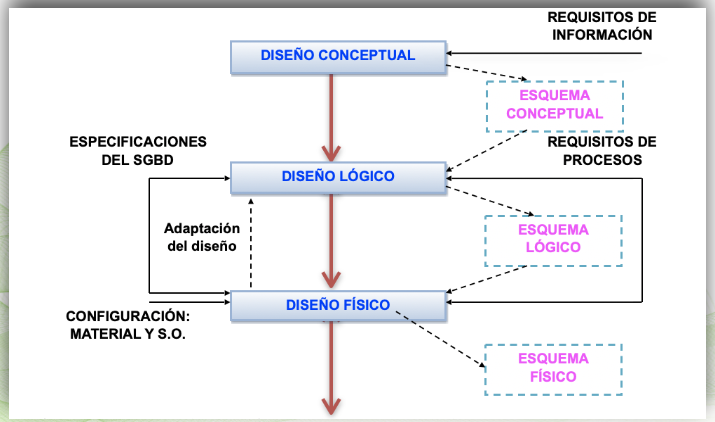 REQUISITOS DE
INFORMACIÓN
DISEÑO CONCEPTUAL
ESQUEMA
CONCEPTUAL
ESPECIFICACIONES
DEL SGBD
REQUISITOS DE
PROCESOS
DISEÑO LÓGICO
Adaptación
del diseño
ESQUEMA
LÓGICO
DISEÑO FÍSICO
CONFIGURACIÓN:
MATERIAL Y S.O.
ESQUEMA
FÍSICO